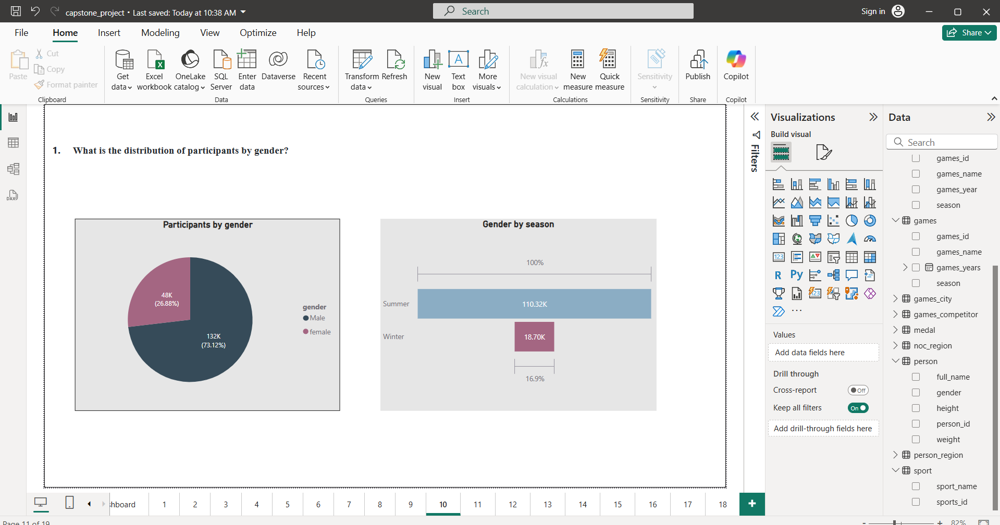 capstone_project • Last saved: Today at 10:38 AM
Search
Sign in
File Home Insert Modeling View Optimize Help
Share
Paste
Cut
Copy
Format painter
Clipboard
Get data
Excel workbook
OneLake catalog
SQL Server
Enter data
Dataverse
Recent sources
Data
Transform data
Refresh
Queries
New visual
Text box
More visuals
Insert
New visual calculation
New measure
Quick measure
Calculations
Sensitivity
Sensitivity
Publish
Share
Copilot
Copilot
1. What is the distribution of participants by gender?
Participants by gender
48K
(26.88%)
132K
(73.12%)
gender
Male
female
Gender by season
100%
Summer
110.32K
Winter
18.70K
16.9%
Filters
Visualizations
Build visual
Values
Add data fields here
Drill through
Cross-report
Off
Keep all filters
On
Add drill-through fields here
Data
Search
games_id
games_name
games_year
season
games
games_id
games_name
games_years
season
games_city
games_competitor
medal
noc_region
person
full_name
gender
height
person_id
weight
person_region
sport
sport_name
sports_id
shboard 1 2 3 4 5 6 7 8 9 10 11 12 13 14 15 16 17 18
Page 11 of 19
82%